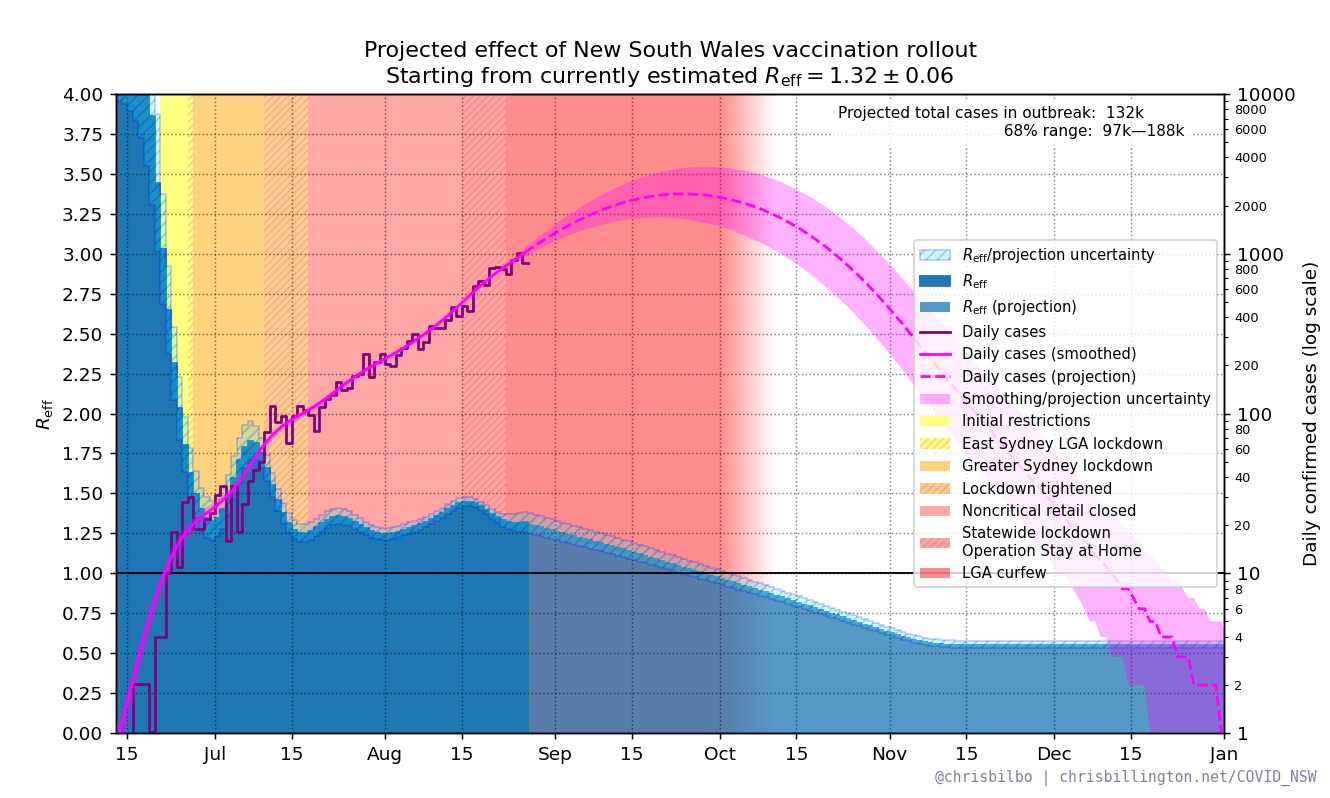 Projected effect of New South Wales vaccination rollout
Starting from currently estimated R_eff = 1.32 ± 0.06
Projected total cases in outbreak: 132k
68% range: 97k—188k
R_eff
4.00
3.75
3.50
3.25
3.00
2.75
2.50
2.25
2.00
1.75
1.50
1.25
1.00
0.75
0.50
0.25
0.00
10000
8000
6000
4000
2000
1000
800
600
400
200
100
80
60
40
20
10
8
6
4
2
1
Daily confirmed cases (log scale)
R_eff/projection uncertainty
R_eff
R_eff (projection)
Daily cases
Daily cases (smoothed)
Daily cases (projection)
Smoothing/projection uncertainty
Initial restrictions
East Sydney LGA lockdown
Greater Sydney lockdown
Lockdown tightened
Noncritical retail closed
Statewide lockdown
Operation Stay at Home
LGA curfew
15 Jul 15 Aug 15 Sep 15 Oct 15 Nov 15 Dec 15 Jan
@chrisbilbo | chrisbillington.net/COVID_NSW